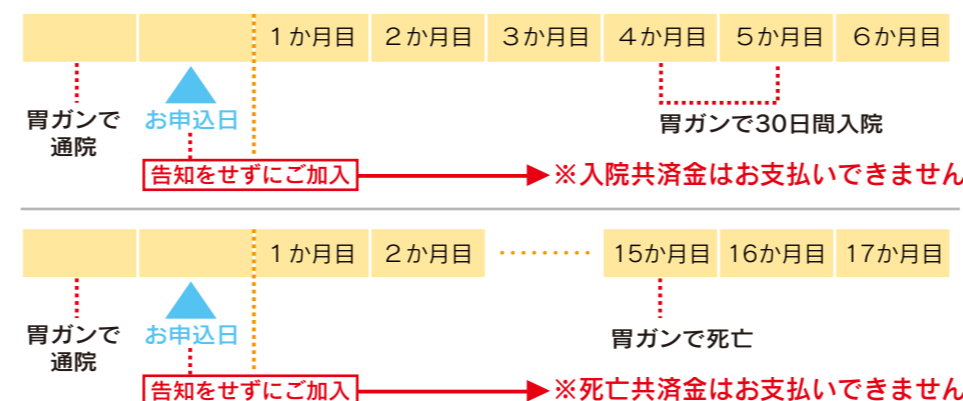 1か月目 2か月目 3か月目 4か月目 5か月目 6か月目
胃ガンで
通院
お申込日
胃ガンで30日間入院
告知をせずにご加入
※入院共済金はお支払いできません
1か月目 2か月目 ········· 15か月目 16か月目 17か月目
胃ガンで
通院
お申込日
胃ガンで死亡
告知をせずにご加入
※死亡共済金はお支払いできません